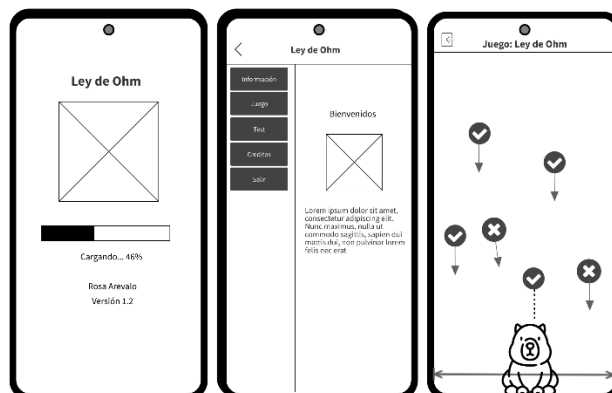 Ley de Ohm
Cargando... 46%
Rosa Arevalo
Versión 1.2
Ley de Ohm
Información
Juego
Test
Creditos
Salir
Bienvenidos
Lorem ipsum dolor sit amet,
consectetur adipiscing elit.
Nunc maximus, nulla ut
commodo sagittis, sapien dui
mattis dui, non pulvinar lorem
felis nec erat
Juego: Ley de Ohm